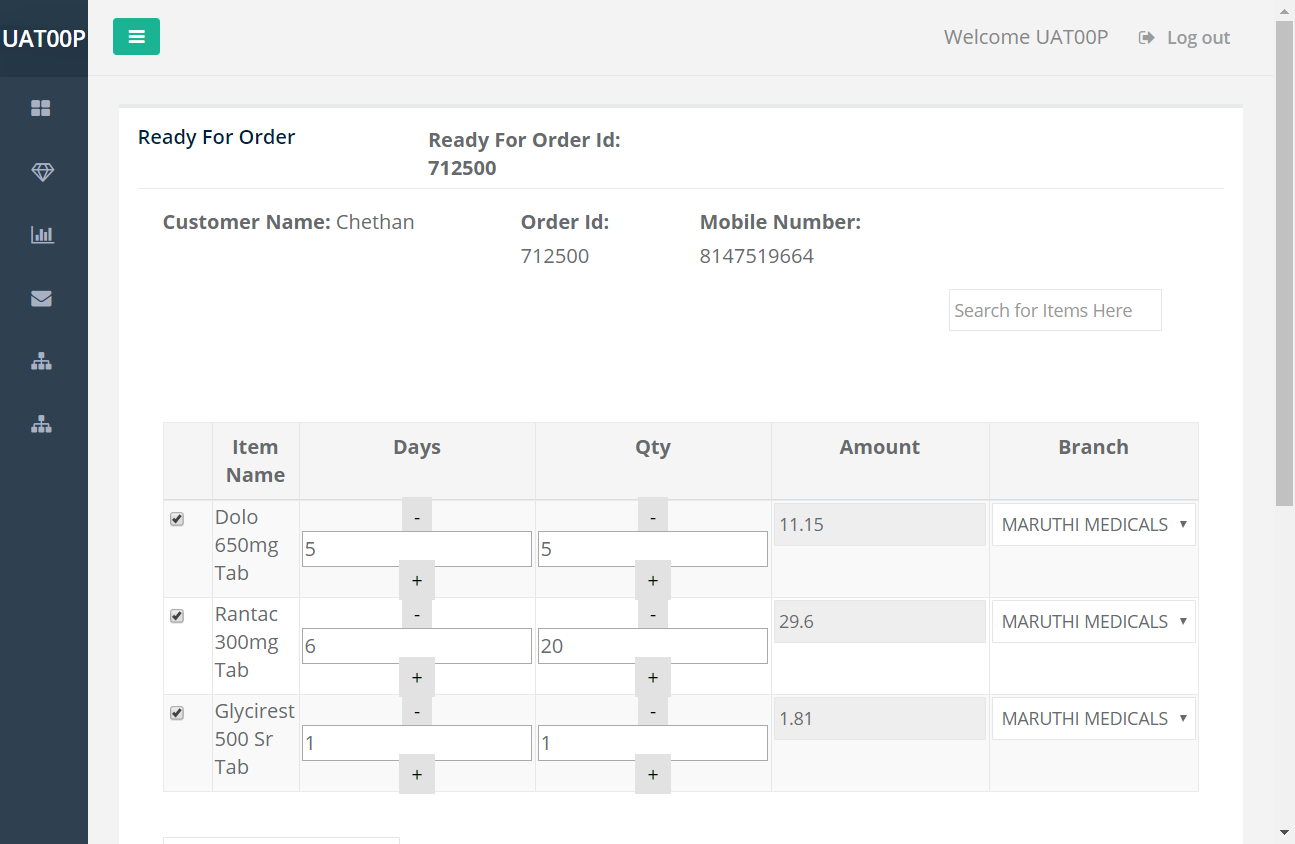 UAT00P
Welcome UAT00P
Log out
Ready For Order
Ready For Order Id:
712500
Customer Name: Chethan
Order Id:
712500
Mobile Number:
8147519664
Search for Items Here
Item
Name
Days
Qty
Amount
Branch
Dolo
650mg
Tab
-
5
+
-
5
+
11.15
MARUTHI MEDICALS
Rantac
300mg
Tab
-
6
+
-
20
+
29.6
MARUTHI MEDICALS
Glycirest
500 Sr
Tab
-
1
+
-
1
+
1.81
MARUTHI MEDICALS